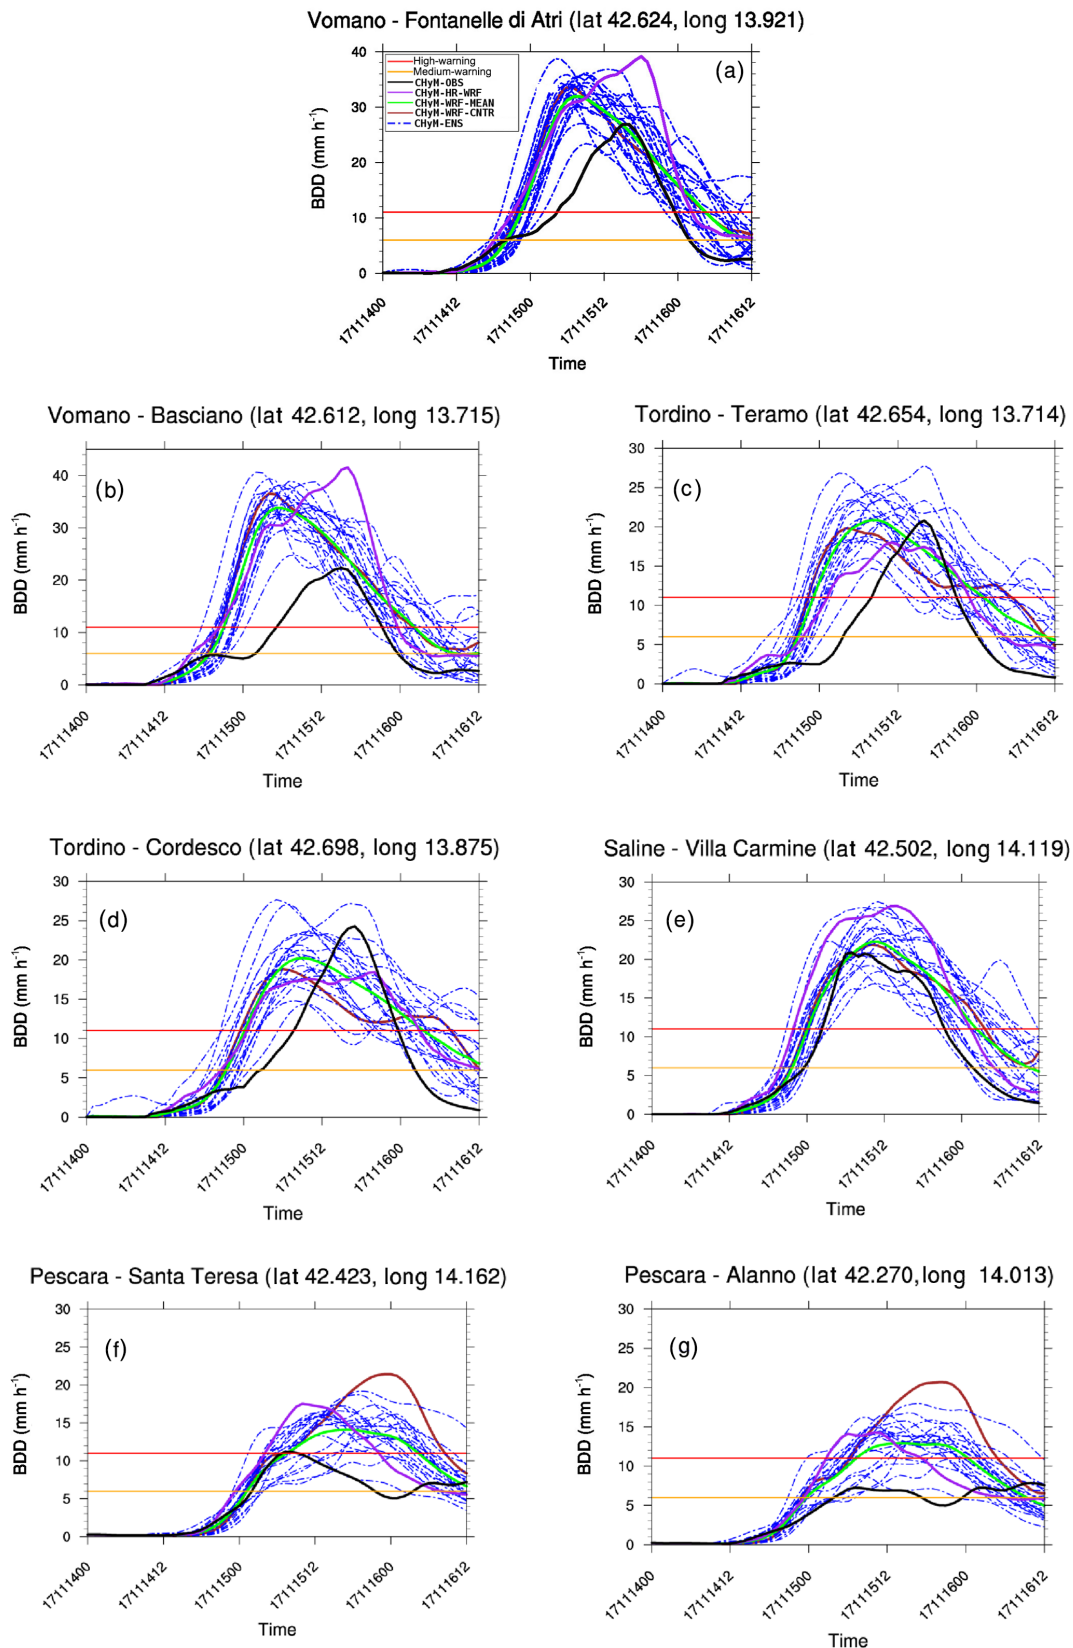 Vomano - Fontanelle di Atri (lat 42.624, long 13.921)
(a)
High-warning
Medium-warning
CHyM-OBS
CHyM-HR-WRF
CHyM-WRF-MEAN
CHyM-WRF-CNTR
CHyM-ENS
BDD (mm h-1)
40
30
20
10
0
17111400 17111412 17111500 17111512 17111600 17111612
Time
Vomano - Basciano (lat 42.612, long 13.715)
(b)
BDD (mm h-1)
40
30
20
10
0
17111400 17111412 17111500 17111512 17111600 17111612
Time
Tordino - Teramo (lat 42.654, long 13.714)
(c)
BDD (mm h-1)
30
25
20
15
10
5
0
17111400 17111412 17111500 17111512 17111600 17111612
Time
Tordino - Cordesco (lat 42.698, long 13.875)
(d)
BDD (mm h-1)
30
25
20
15
10
5
0
17111400 17111412 17111500 17111512 17111600 17111612
Time
Saline - Villa Carmine (lat 42.502, long 14.119)
(e)
BDD (mm h-1)
30
25
20
15
10
5
0
17111400 17111412 17111500 17111512 17111600 17111612
Time
Pescara - Santa Teresa (lat 42.423, long 14.162)
(f)
BDD (mm h-1)
30
25
20
15
10
5
0
17111400 17111412 17111500 17111512 17111600 17111612
Time
Pescara - Alanno (lat 42.270, long 14.013)
(g)
BDD (mm h-1)
30
25
20
15
10
5
0
17111400 17111412 17111500 17111512 17111600 17111612
Time